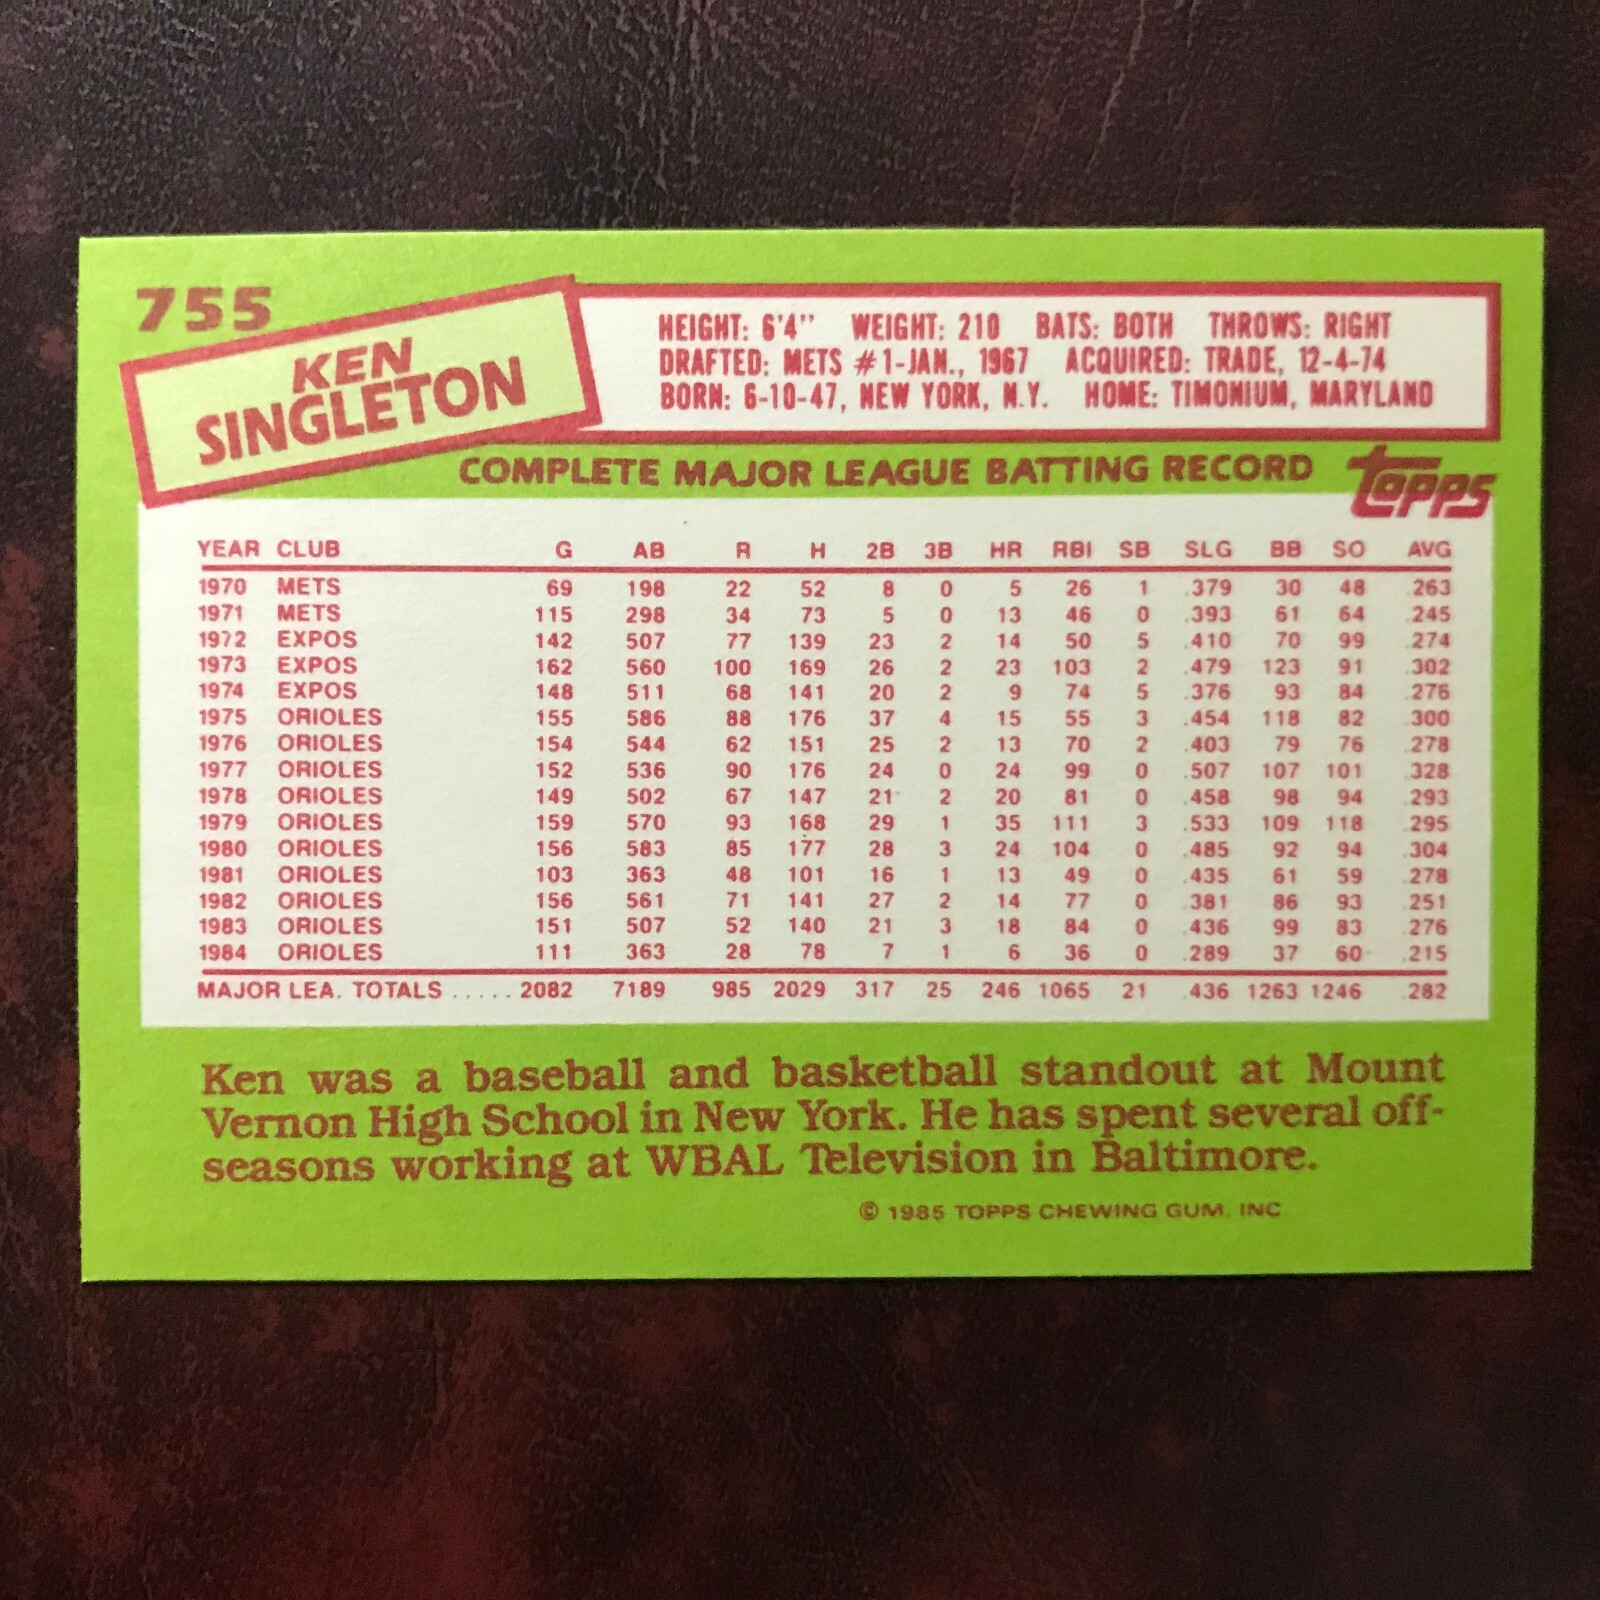 755
KEN
SINGLETON
HEIGHT: 6'4" WEIGHT: 210 BATS: BOTH THROWS: RIGHT
DRAFTED: METS #1-JAN., 1967 ACQUIRED: TRADE, 12-4-74
BORN: 6-10-47, NEW YORK, N.Y. HOME: TIMONIUM, MARYLAND
COMPLETE MAJOR LEAGUE BATTING RECORD
topps
YEAR CLUB G AB R H 2B 3B HR RBI SB SLG BB SO AVG
1970 METS 69 198 22 52 8 0 5 26 1 .379 30 48 .263
1971 METS 115 298 34 73 5 0 13 46 0 .393 61 64 .245
1972 EXPOS 142 507 77 139 23 2 14 50 5 .410 70 99 .274
1973 EXPOS 162 560 100 169 26 2 23 103 2 .479 123 91 .302
1974 EXPOS 148 511 68 141 20 2 9 74 5 .376 93 84 .276
1975 ORIOLES 155 586 88 176 37 4 15 55 3 .454 118 82 .300
1976 ORIOLES 154 544 62 151 25 2 13 70 2 .403 79 76 .278
1977 ORIOLES 152 536 90 176 24 0 24 99 0 .507 107 101 .328
1978 ORIOLES 149 502 67 147 21 2 20 81 0 .458 98 94 .293
1979 ORIOLES 159 570 93 168 29 1 35 111 3 .533 109 118 .295
1980 ORIOLES 156 583 85 177 28 3 24 104 0 .485 92 94 .304
1981 ORIOLES 103 363 48 101 16 1 13 49 0 .435 61 59 .278
1982 ORIOLES 156 561 71 141 27 2 14 77 0 .381 86 93 .251
1983 ORIOLES 151 507 52 140 21 3 18 84 0 .436 99 83 .276
1984 ORIOLES 111 363 28 78 7 1 6 36 0 .289 37 60 .215
MAJOR LEA. TOTALS ..... 2082 7189 985 2029 317 25 246 1065 21 .436 1263 1246 .282
Ken was a baseball and basketball standout at Mount
Vernon High School in New York. He has spent several off-
seasons working at WBAL Television in Baltimore.
© 1985 TOPPS CHEWING GUM, INC